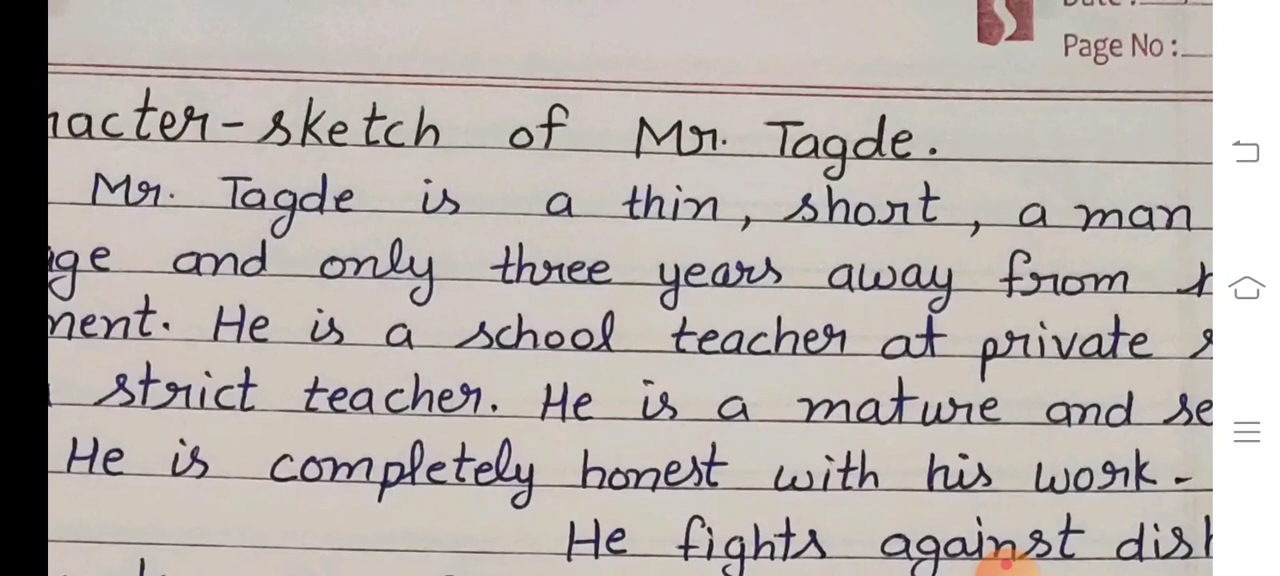 Page No :
acter-sketch of Mr. Tagde.
Mr. Tagde is a thin, short, a man
and only three years away from
He is a school teacher at private
strict teacher. He is a mature and
He is completely honest with his work-
He fights against